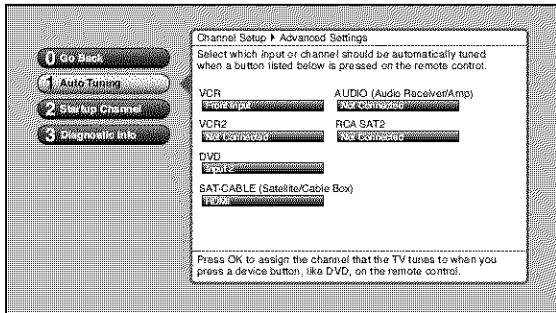 Channel Setup ▶ Advanced Settings
0 Go Back
1 Auto Tuning
2 Startup Channel
3 Diagnostic Info
Select which input or channel should be automatically tuned
when a button listed below is pressed on the remote control.
VCR
Front Input
AUDIO (Audio Receiver/Amp)
Not Connected
VCR2
Not Connected
RCA SAT2
Not Connected
DVD
Input 2
SAT-CABLE (Satellite/Cable Box)
HDMI
Press OK to assign the channel that the TV tunes to when you
press a device button, like DVD, on the remote control.